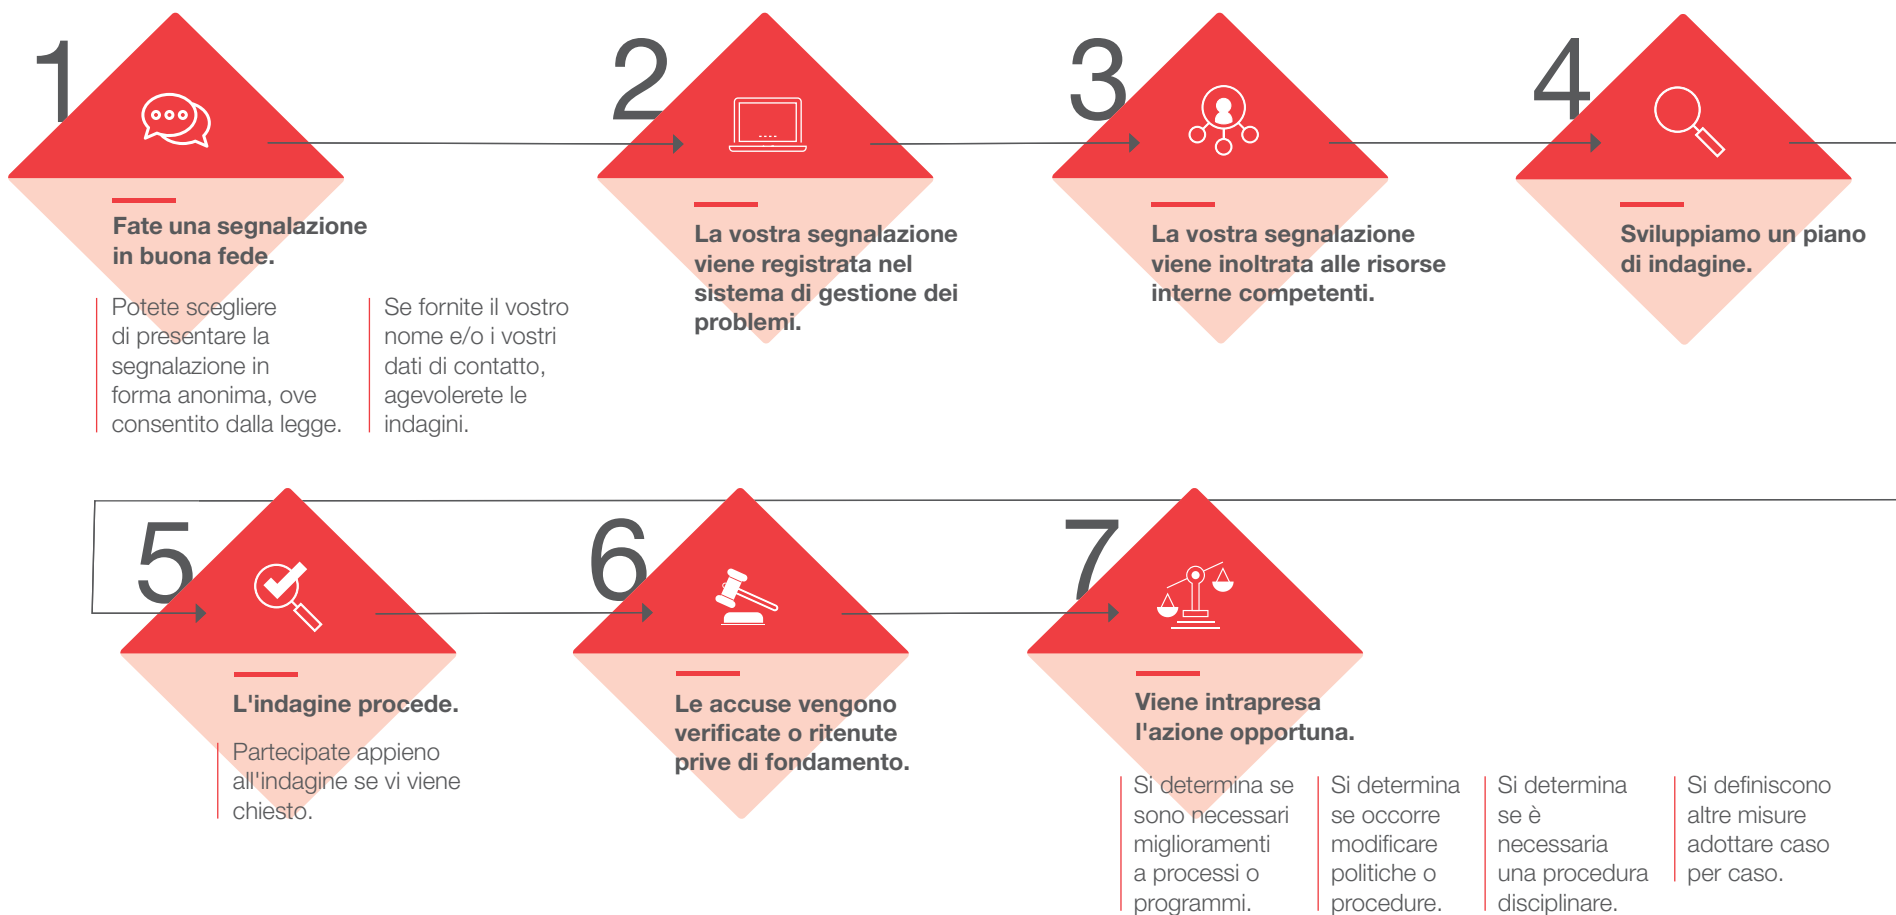 1
Fate una segnalazione
in buona fede.
Potete scegliere
di presentare la
segnalazione in
forma anonima, ove
consentito dalla legge.
Se fornite il vostro
nome e/o i vostri
dati di contatto,
agevolerete le
indagini.
2
La vostra segnalazione
viene registrata nel
sistema di gestione dei
problemi.
3
La vostra segnalazione
viene inoltrata alle risorse
interne competenti.
4
Sviluppiamo un piano
di indagine.
5
L'indagine procede.
Partecipate appieno
all'indagine se vi viene
chiesto.
6
Le accuse vengono
verificate o ritenute
prive di fondamento.
7
Viene intrapresa
l'azione opportuna.
Si determina se
sono necessari
miglioramenti
a processi o
programmi.
Si determina
se occorre
modificare
politiche o
procedure.
Si determina
se è
necessaria
una procedura
disciplinare.
Si definiscono
altre misure
adottare caso
per caso.